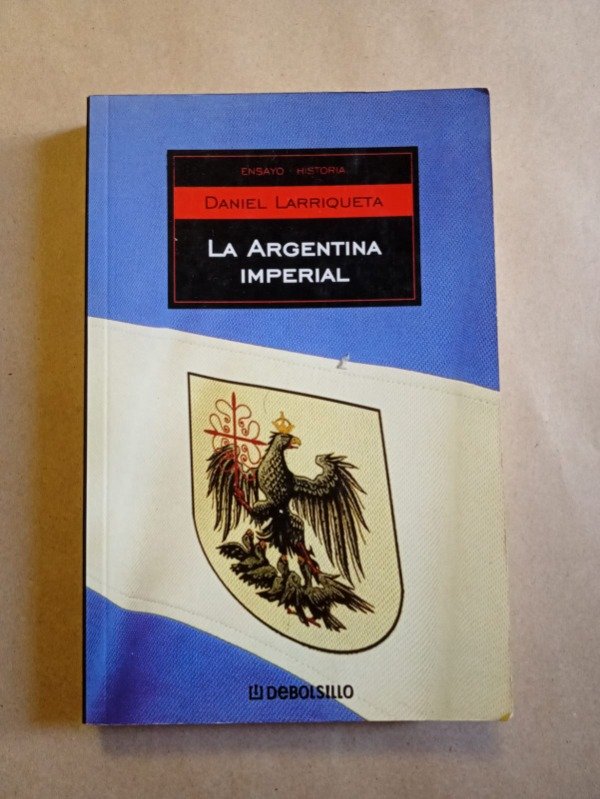 ENSAYO · HISTORIA
DANIEL LARRIQUETA
LA ARGENTINA
IMPERIAL
DEBOLSILLO